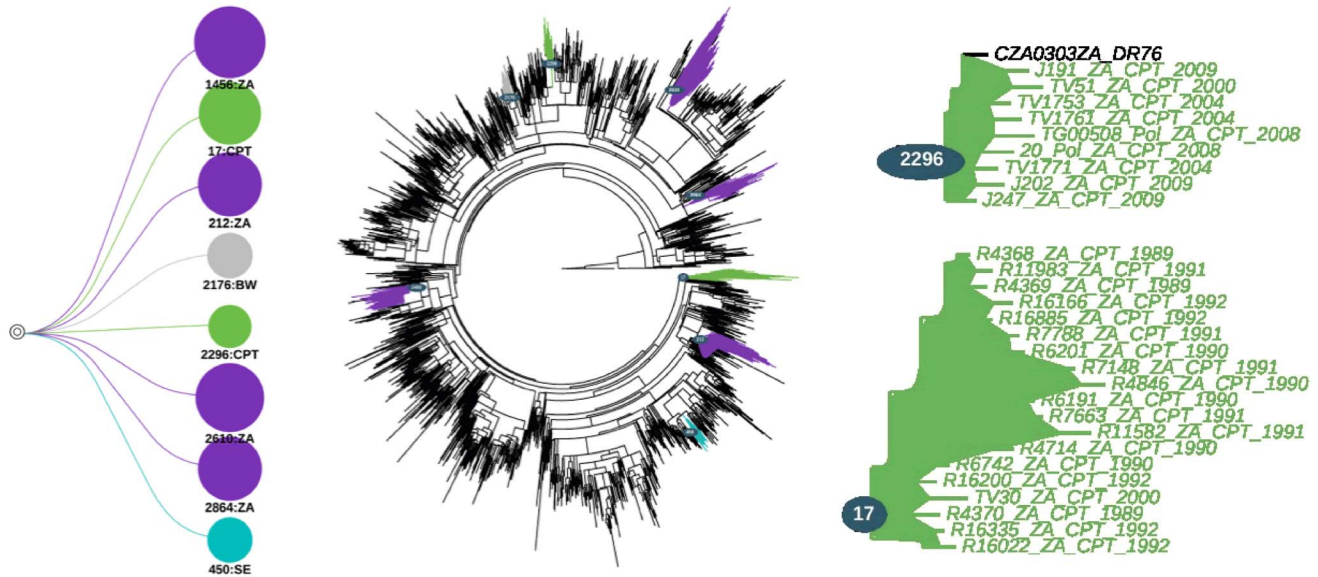 1456:ZA
17:CPT
212:ZA
2176:BW
2296:CPT
2610:ZA
2864:ZA
450:SE
2296
CZA0303ZA_DR76
J191_ZA_CPT_2009
TV51_ZA_CPT_2000
TV1753_ZA_CPT_2004
TV1761_ZA_CPT_2004
TG00508_Pol_ZA_CPT_2008
20_Pol_ZA_CPT_2008
TV1771_ZA_CPT_2004
J202_ZA_CPT_2009
J247_ZA_CPT_2009
17
R4368_ZA_CPT_1989
R11983_ZA_CPT_1991
R4369_ZA_CPT_1989
R16166_ZA_CPT_1992
R16885_ZA_CPT_1992
R7788_ZA_CPT_1991
R6201_ZA_CPT_1990
R7148_ZA_CPT_1991
R4846_ZA_CPT_1990
R6191_ZA_CPT_1990
R7663_ZA_CPT_1991
R11582_ZA_CPT_1991
R4714_ZA_CPT_1990
R6742_ZA_CPT_1990
R16200_ZA_CPT_1992
TV30_ZA_CPT_2000
R4370_ZA_CPT_1989
R16335_ZA_CPT_1992
R16022_ZA_CPT_1992